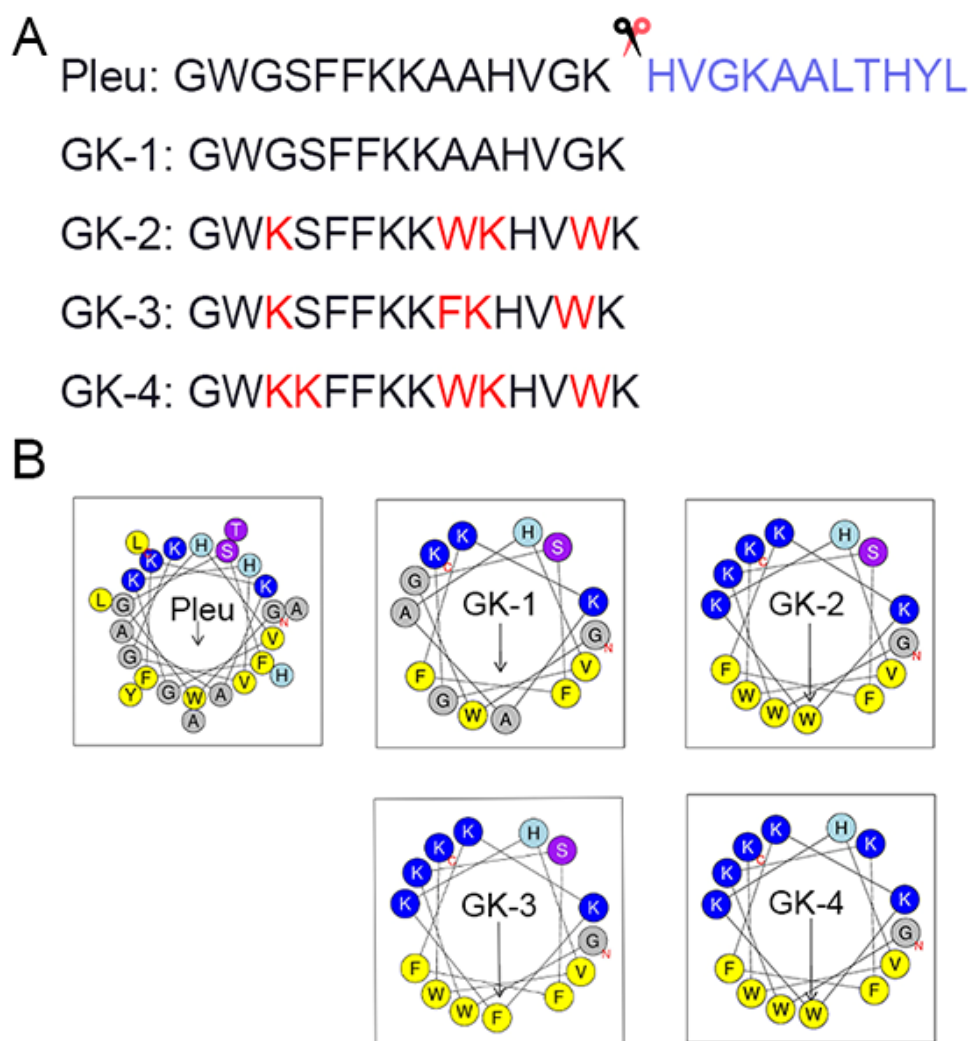 A
Pleu: GWGSFFKKAAHVGK HVGKAALTHYL
GK-1: GWGSFFKKAAHVGK
GK-2: GWKSFFKKWKHVWK
GK-3: GWKSFFKKFKHVWK
GK-4: GWKKFFKKWKHVWK
B
T
L K K H S H
K K
L G Pleu G A
N
A V
G F H
Y F G W A V
A
K H S
K C
G K
A GK-1 G
N
F V
G W A F
K H S
K C
K K
K GK-2 G
N
F V
W W W F
K H S
K C
K K
K GK-3 G
N
F V
W W F F
K H K
K C
K K
K GK-4 G
N
F V
W W W F